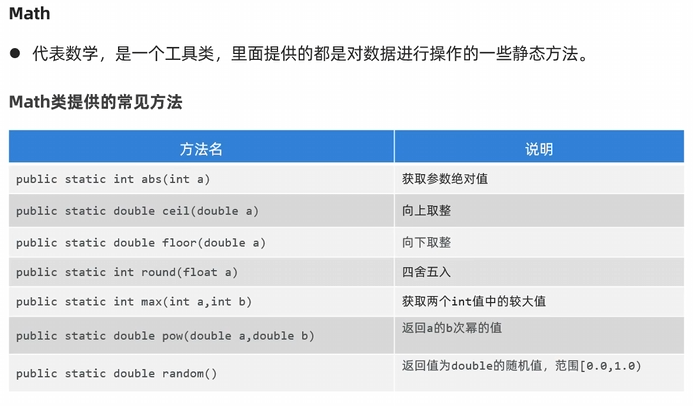 Math
● 代表数学，是一个工具类，里面提供的都是对数据进行操作的一些静态方法。
Math类提供的常见方法
方法名 说明
public static int abs(int a) 获取参数绝对值
public static double ceil(double a) 向上取整
public static double floor(double a) 向下取整
public static int round(float a) 四舍五入
public static int max(int a,int b) 获取两个int值中的较大值
public static double pow(double a,double b) 返回a的b次幂的值
public static double random() 返回值为double的随机值，范围[0.0,1.0)